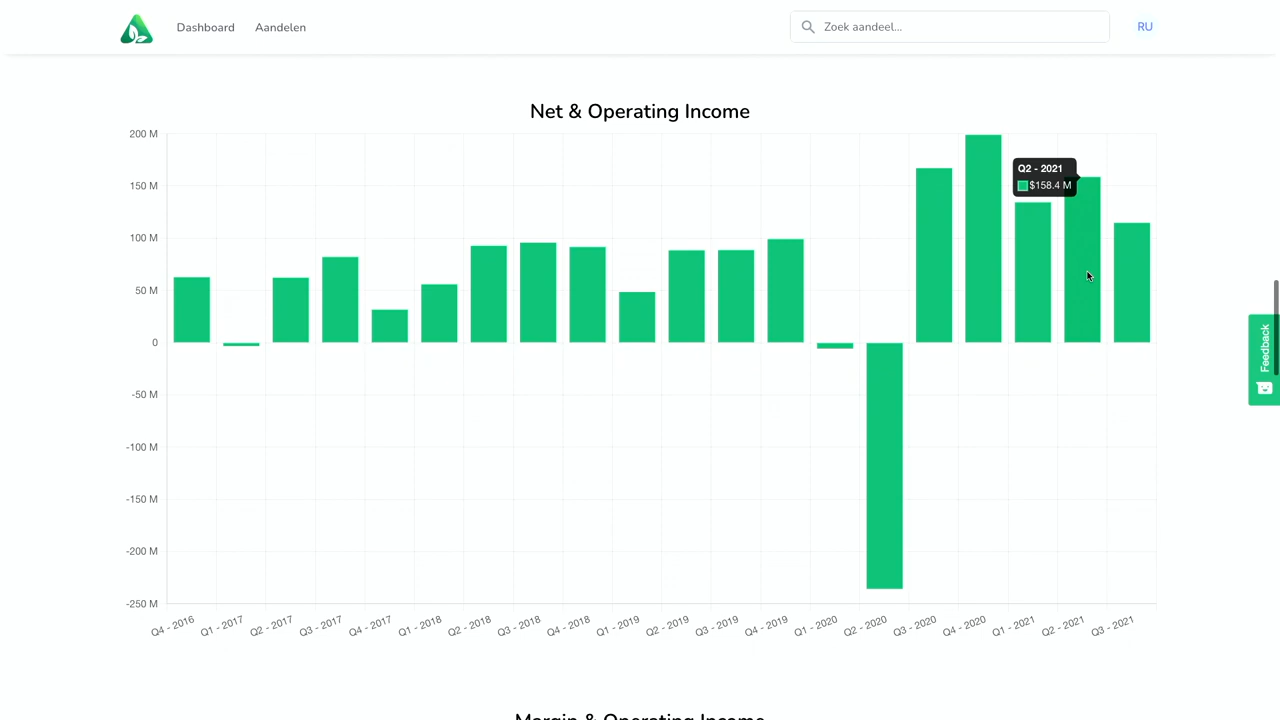 Dashboard
Aandelen
Zoek aandeel...
RU
Net & Operating Income
200 M
150 M
100 M
50 M
0
-50 M
-100 M
-150 M
-200 M
-250 M
Q2 - 2021
$158.4 M
Feedback
Q4 - 2016
Q1 - 2017
Q2 - 2017
Q3 - 2017
Q4 - 2017
Q1 - 2018
Q2 - 2018
Q3 - 2018
Q4 - 2018
Q1 - 2019
Q2 - 2019
Q3 - 2019
Q4 - 2019
Q1 - 2020
Q2 - 2020
Q3 - 2020
Q4 - 2020
Q1 - 2021
Q2 - 2021
Q3 - 2021
Margin & Operating Income